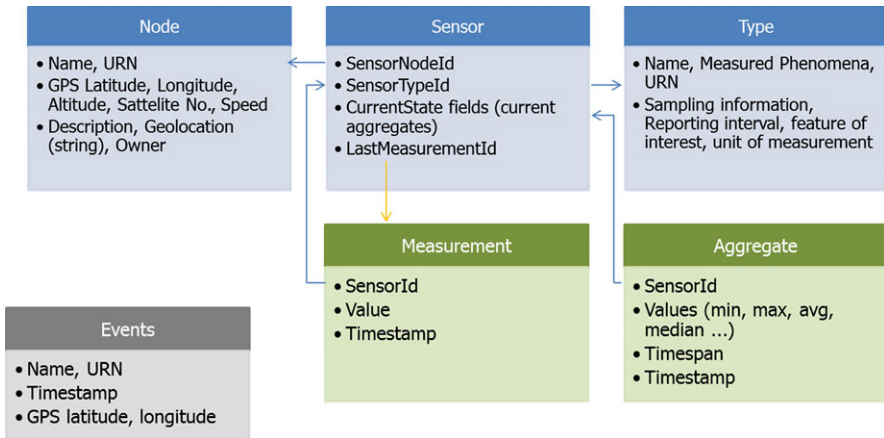 Node
• Name, URN
• GPS Latitude, Longitude,
Altitude, Sattelite No., Speed
• Description, Geolocation
(string), Owner
Sensor
• SensorNodeId
• SensorTypeId
• CurrentState fields (current
aggregates)
• LastMeasurementId
Type
• Name, Measured Phenomena,
URN
• Sampling information,
Reporting interval, feature of
interest, unit of measurement
Measurement
• SensorId
• Value
• Timestamp
Aggregate
• SensorId
• Values (min, max, avg,
median ...)
• Timespan
• Timestamp
Events
• Name, URN
• Timestamp
• GPS latitude, longitude